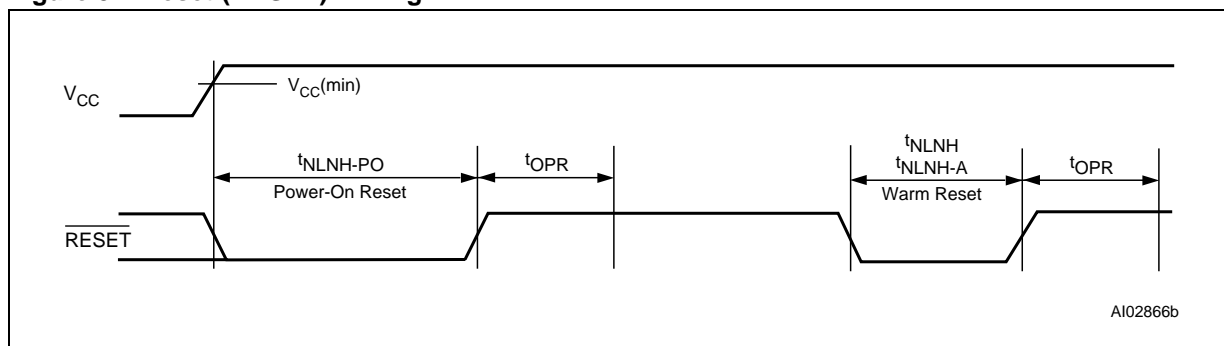 VCC
VCC(min)
tNLNH-PO
Power-On Reset
tOPR
tNLNH
tNLNH-A
Warm Reset
tOPR
RESET
AI02866b